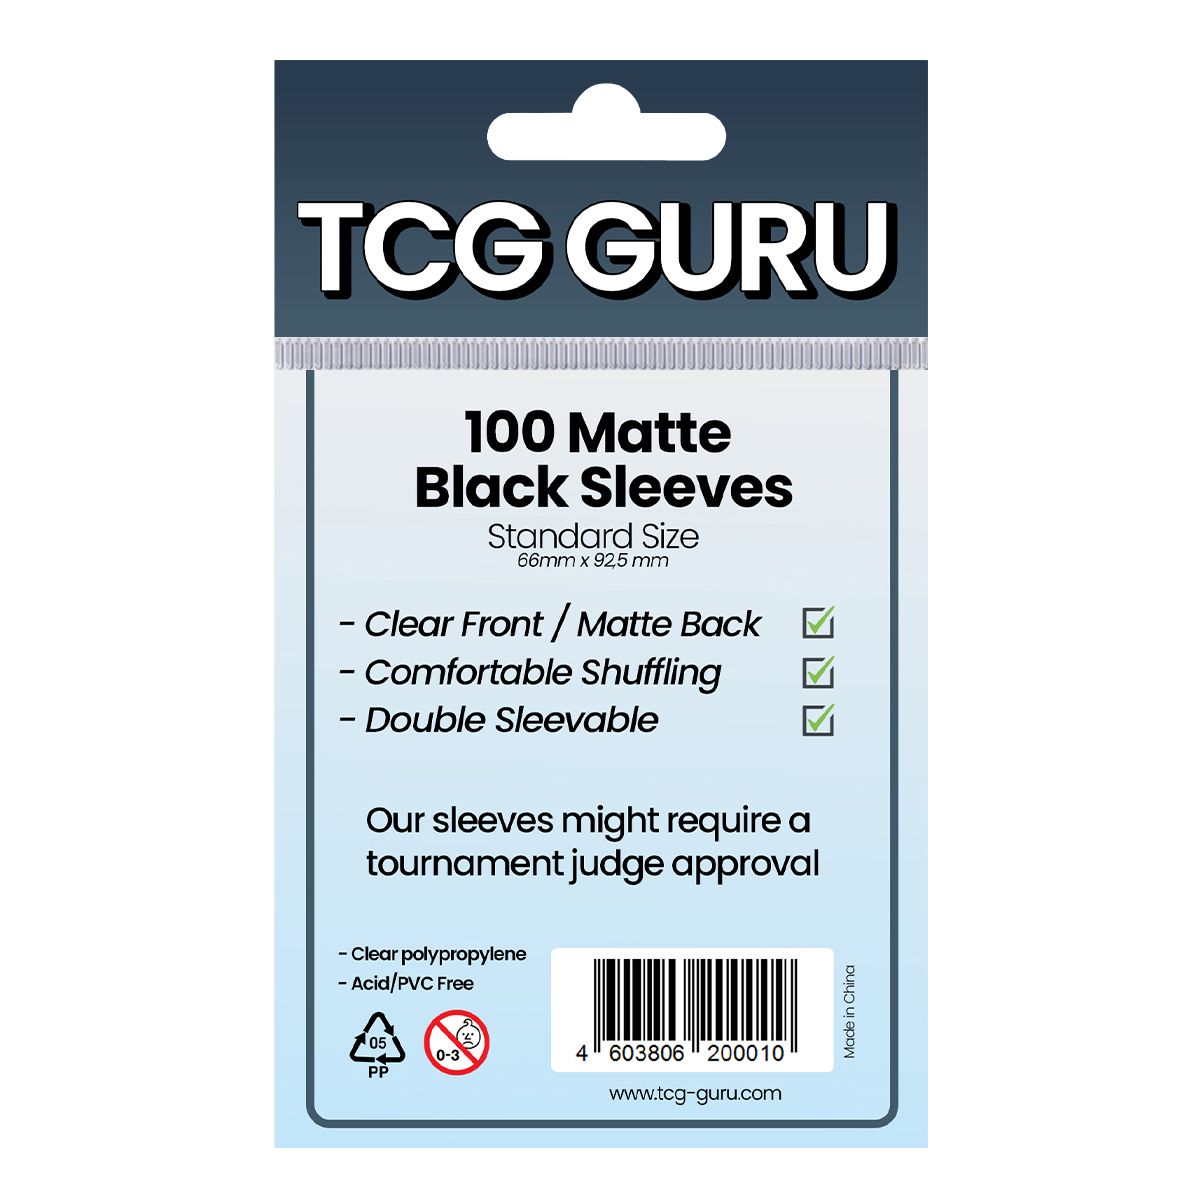 TCG GURU
100 Matte
Black Sleeves
Standard Size
66mm x 92,5 mm
- Clear Front / Matte Back
- Comfortable Shuffling
- Double Sleevable
Our sleeves might require a
tournament judge approval
- Clear polypropylene
- Acid/PVC Free
05
PP
0-3
4 603806 200010
Made in China
www.tcg-guru.com